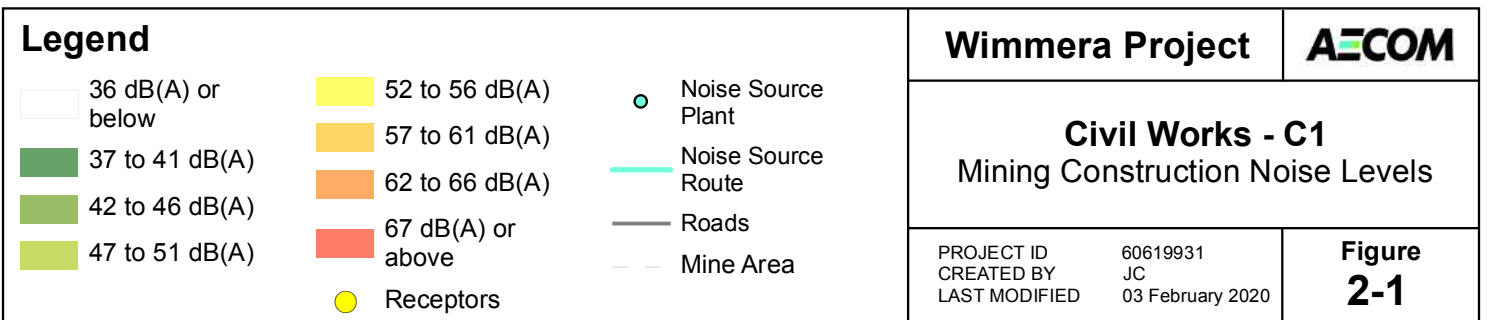 Legend
36 dB(A) or
below
37 to 41 dB(A)
42 to 46 dB(A)
47 to 51 dB(A)
52 to 56 dB(A)
57 to 61 dB(A)
62 to 66 dB(A)
67 dB(A) or
above
Receptors
Noise Source
Plant
Noise Source
Route
Roads
Mine Area
Wimmera Project
AECOM
Civil Works - C1
Mining Construction Noise Levels
PROJECT ID 60619931
CREATED BY JC
LAST MODIFIED 03 February 2020
Figure
2-1